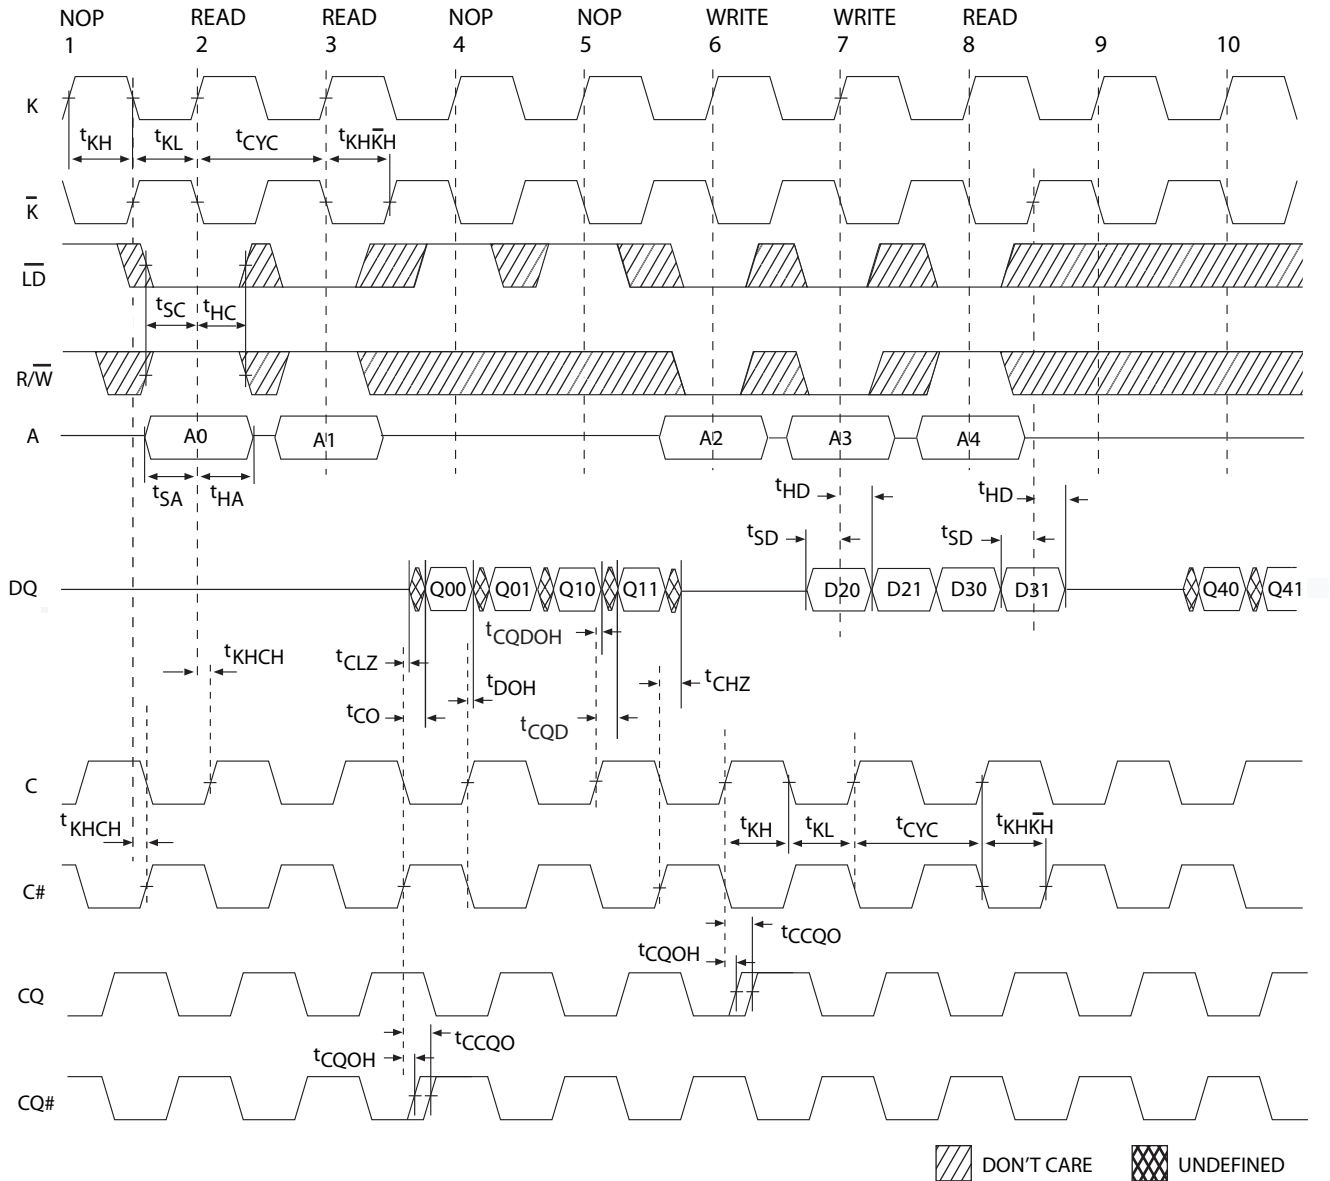 NOP READ READ NOP NOP WRITE WRITE READ
1 2 3 4 5 6 7 8 9 10
K
tKH tKL tCYC tKHK̅H
K̅
L̅D̅
tSC tHC
R/W̅
A A0 A1 A2 A3 A4
tSA tHA tHD tHD
tSD tSD
DQ Q00 Q01 Q10 Q11 D20 D21 D30 D31 Q40 Q41
tCQDOH
tKHCH tCLZ tDOH tCHZ
tCO tCQD
C
tKHCH tKH tKL tCYC tKHK̅H
C#
tCCQO
tCQOH
CQ
tCCQO
tCQOH
CQ#
DON'T CARE UNDEFINED